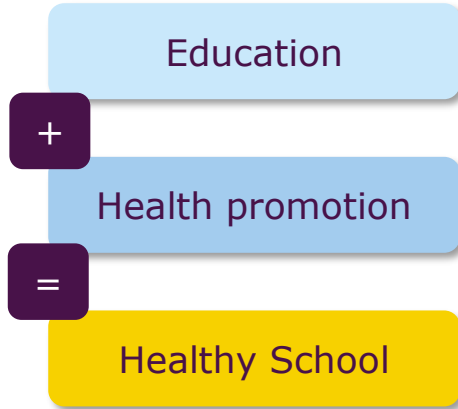 Education
+
Health promotion
=
Healthy School